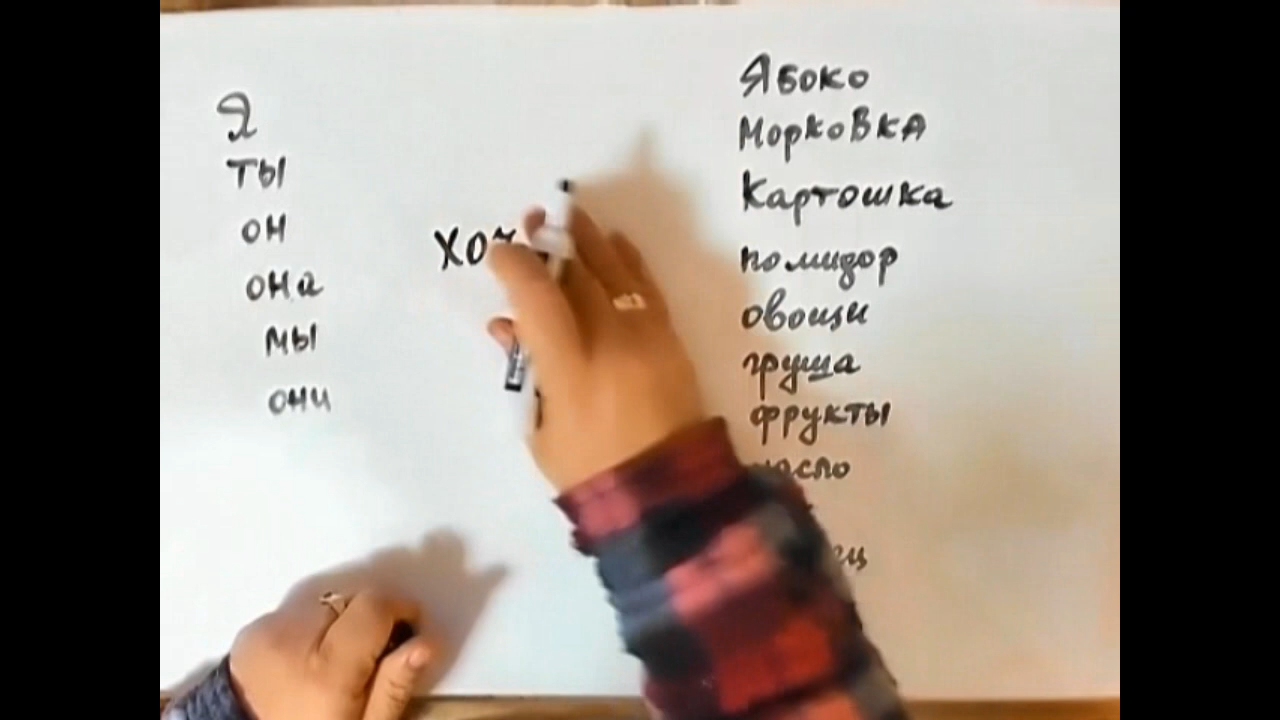 Я
ты
он
она
мы
они
Ябоко
Морковка
Картошка
помидор
овощи
груша
фрукты